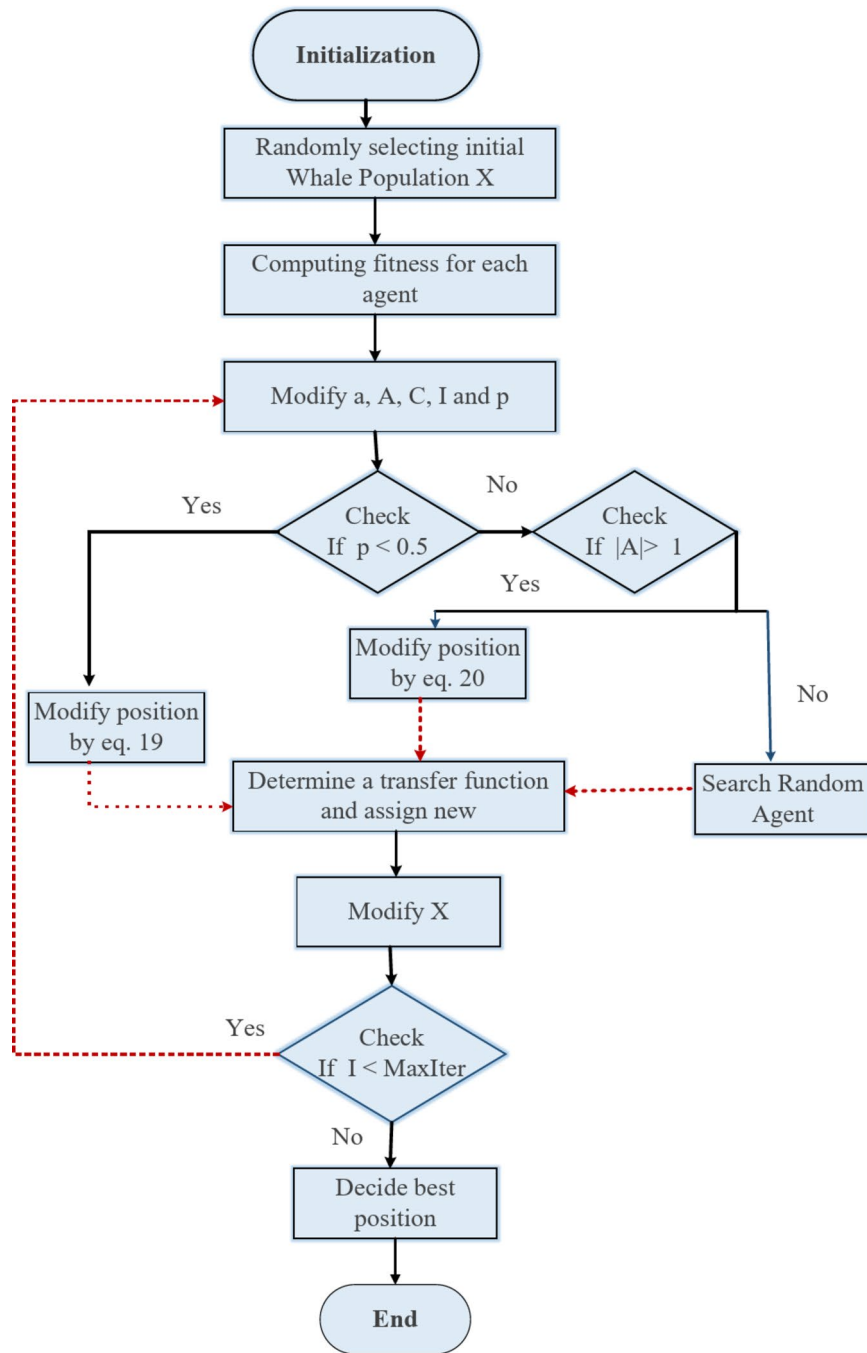 Initialization
Randomly selecting initial
Whale Population X
Computing fitness for each
agent
Modify a, A, C, I and p
Yes
No
Check
If p < 0.5
Check
If |A|> 1
Yes
Modify position
by eq. 20
No
Modify position
by eq. 19
Determine a transfer function
and assign new
Search Random
Agent
Modify X
Yes
Check
If I < MaxIter
No
Decide best
position
End